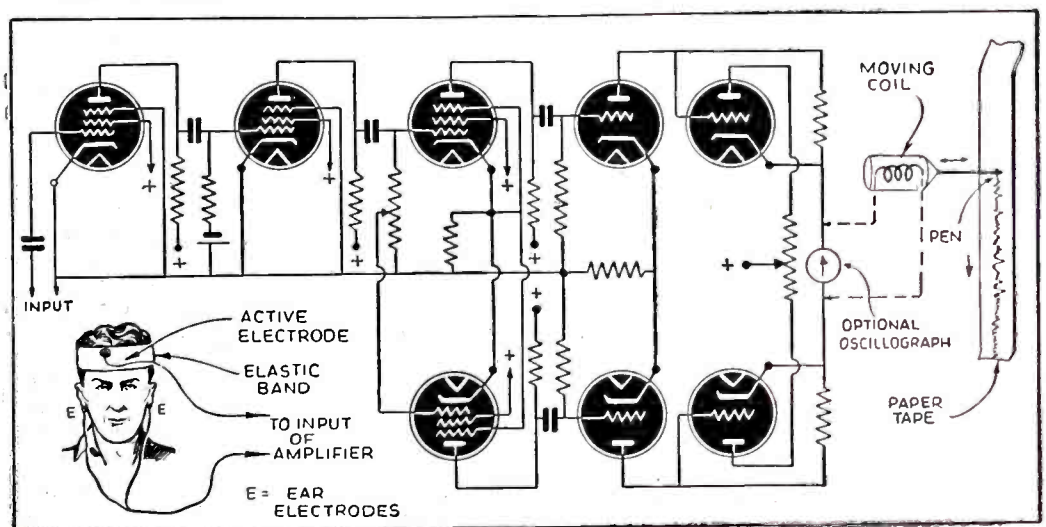 MOVING
COIL
PEN
OPTIONAL
OSCILLOGRAPH
PAPER
TAPE
+
+
+
+
+
+
+
+
INPUT
ACTIVE
ELECTRODE
ELASTIC
BAND
E
E
TO INPUT
OF
AMPLIFIER
E = EAR
ELECTRODES